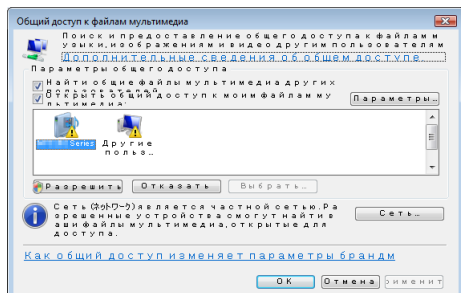 Общий доступ к файлам мультимедиа
Поиск и предоставление общего доступа к файлам м
узыки, изображениям и видео другим пользователям
Дополнительные сведения об общем доступе
Параметры общего доступа
Найти общие файлы мультимедиа других
пользователей
Открыть общий доступ к моим файлам му
льтимедиа:
Параметры...
Series
Другие
польз...
Разрешить
Отказать
Выбрать...
Сеть (ネットワーク) является частной сетью. Ра
зрешенные устройства смогут найти в
аши файлы мультимедиа, открытые для
доступа.
Сеть...
Как общий доступ изменяет параметры брандм
OK
Отмена
рименит